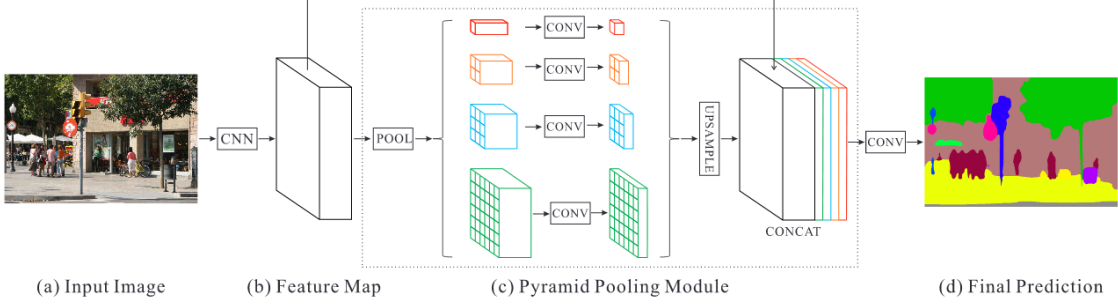 CNN
POOL
CONV
CONV
CONV
CONV
UPSAMPLE
CONCAT
CONV
(a) Input Image
(b) Feature Map
(c) Pyramid Pooling Module
(d) Final Prediction